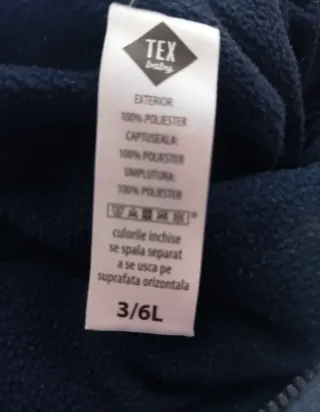 TEX
baby
EXTERIOR:
100% POLIESTER
CAPTUSEALA:
100% POLIESTER
UMPLUTURA:
100% POLIESTER
culorile inchise
se spala separat
a se usca pe
suprafata orizontala
3/6L